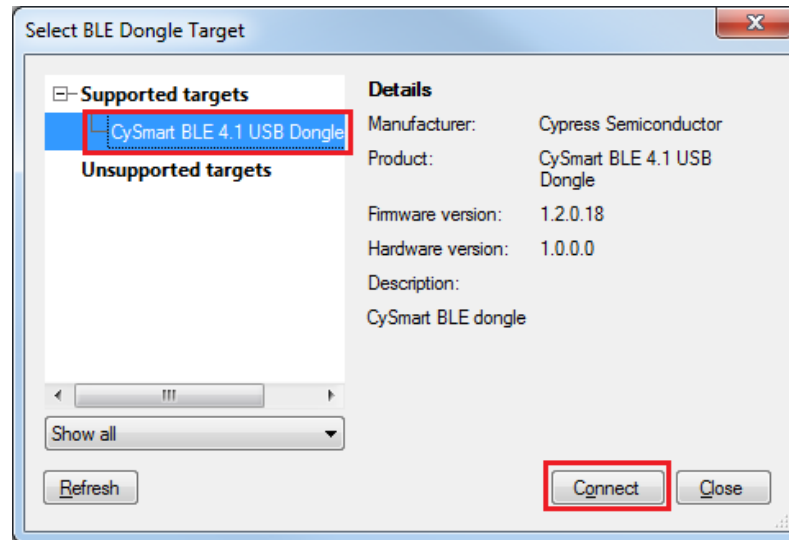 Select BLE Dongle Target
Supported targets
CySmart BLE 4.1 USB Dongle
Unsupported targets
Show all
Refresh
Details
Manufacturer: Cypress Semiconductor
Product: CySmart BLE 4.1 USB
Dongle
Firmware version: 1.2.0.18
Hardware version: 1.0.0.0
Description:
CySmart BLE dongle
Connect
Close